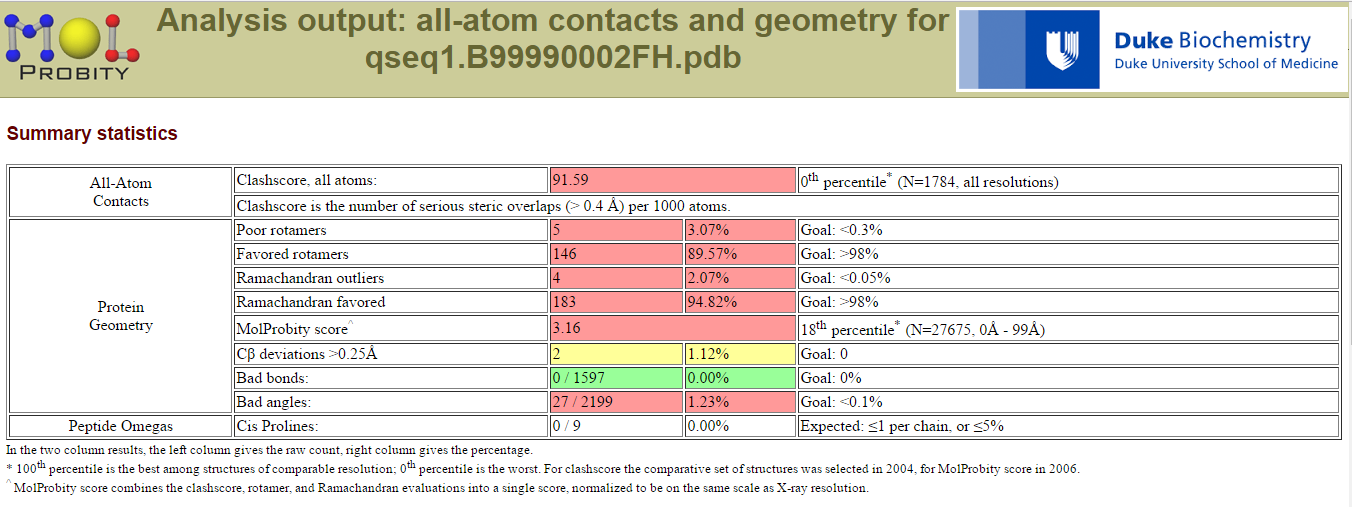 MOL
PROBITY
Analysis output: all-atom contacts and geometry for
qseq1.B99990002FH.pdb
Duke Biochemistry
Duke University School of Medicine
Summary statistics
All-Atom
Contacts
Clashscore, all atoms: 91.59 0th percentile* (N=1784, all resolutions)
Clashscore is the number of serious steric overlaps (> 0.4 Å) per 1000 atoms.
Protein
Geometry
Poor rotamers 5 3.07% Goal: <0.3%
Favored rotamers 146 89.57% Goal: >98%
Ramachandran outliers 4 2.07% Goal: <0.05%
Ramachandran favored 183 94.82% Goal: >98%
MolProbity score^ 3.16 18th percentile* (N=27675, 0Å - 99Å)
Cβ deviations >0.25Å 2 1.12% Goal: 0
Bad bonds: 0 / 1597 0.00% Goal: 0%
Bad angles: 27 / 2199 1.23% Goal: <0.1%
Peptide Omegas Cis Prolines: 0 / 9 0.00% Expected: ≤1 per chain, or ≤5%
In the two column results, the left column gives the raw count, right column gives the percentage.
* 100th percentile is the best among structures of comparable resolution; 0th percentile is the worst. For clashscore the comparative set of structures was selected in 2004, for MolProbity score in 2006.
^ MolProbity score combines the clashscore, rotamer, and Ramachandran evaluations into a single score, normalized to be on the same scale as X-ray resolution.